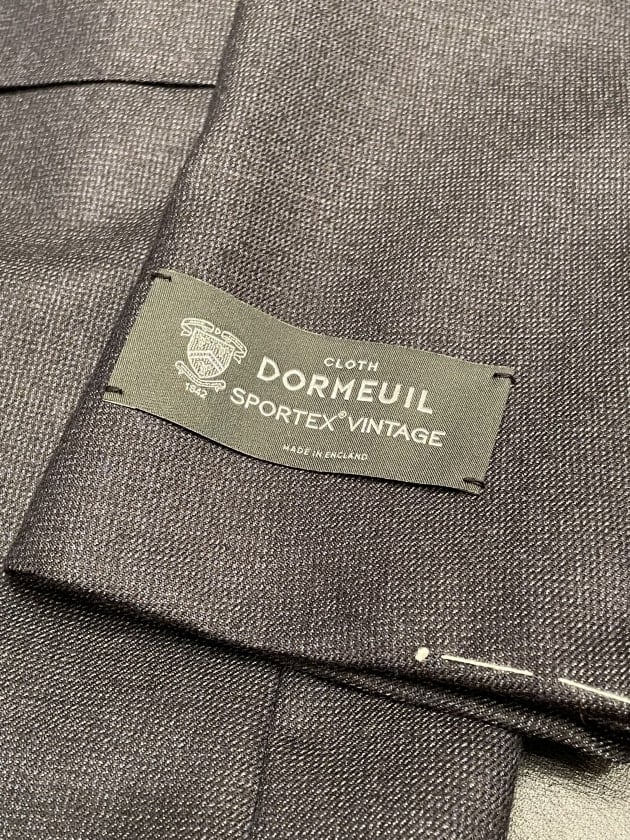 CLOTH
DORMEUIL
1842
SPORTEX® VINTAGE
MADE IN ENGLAND